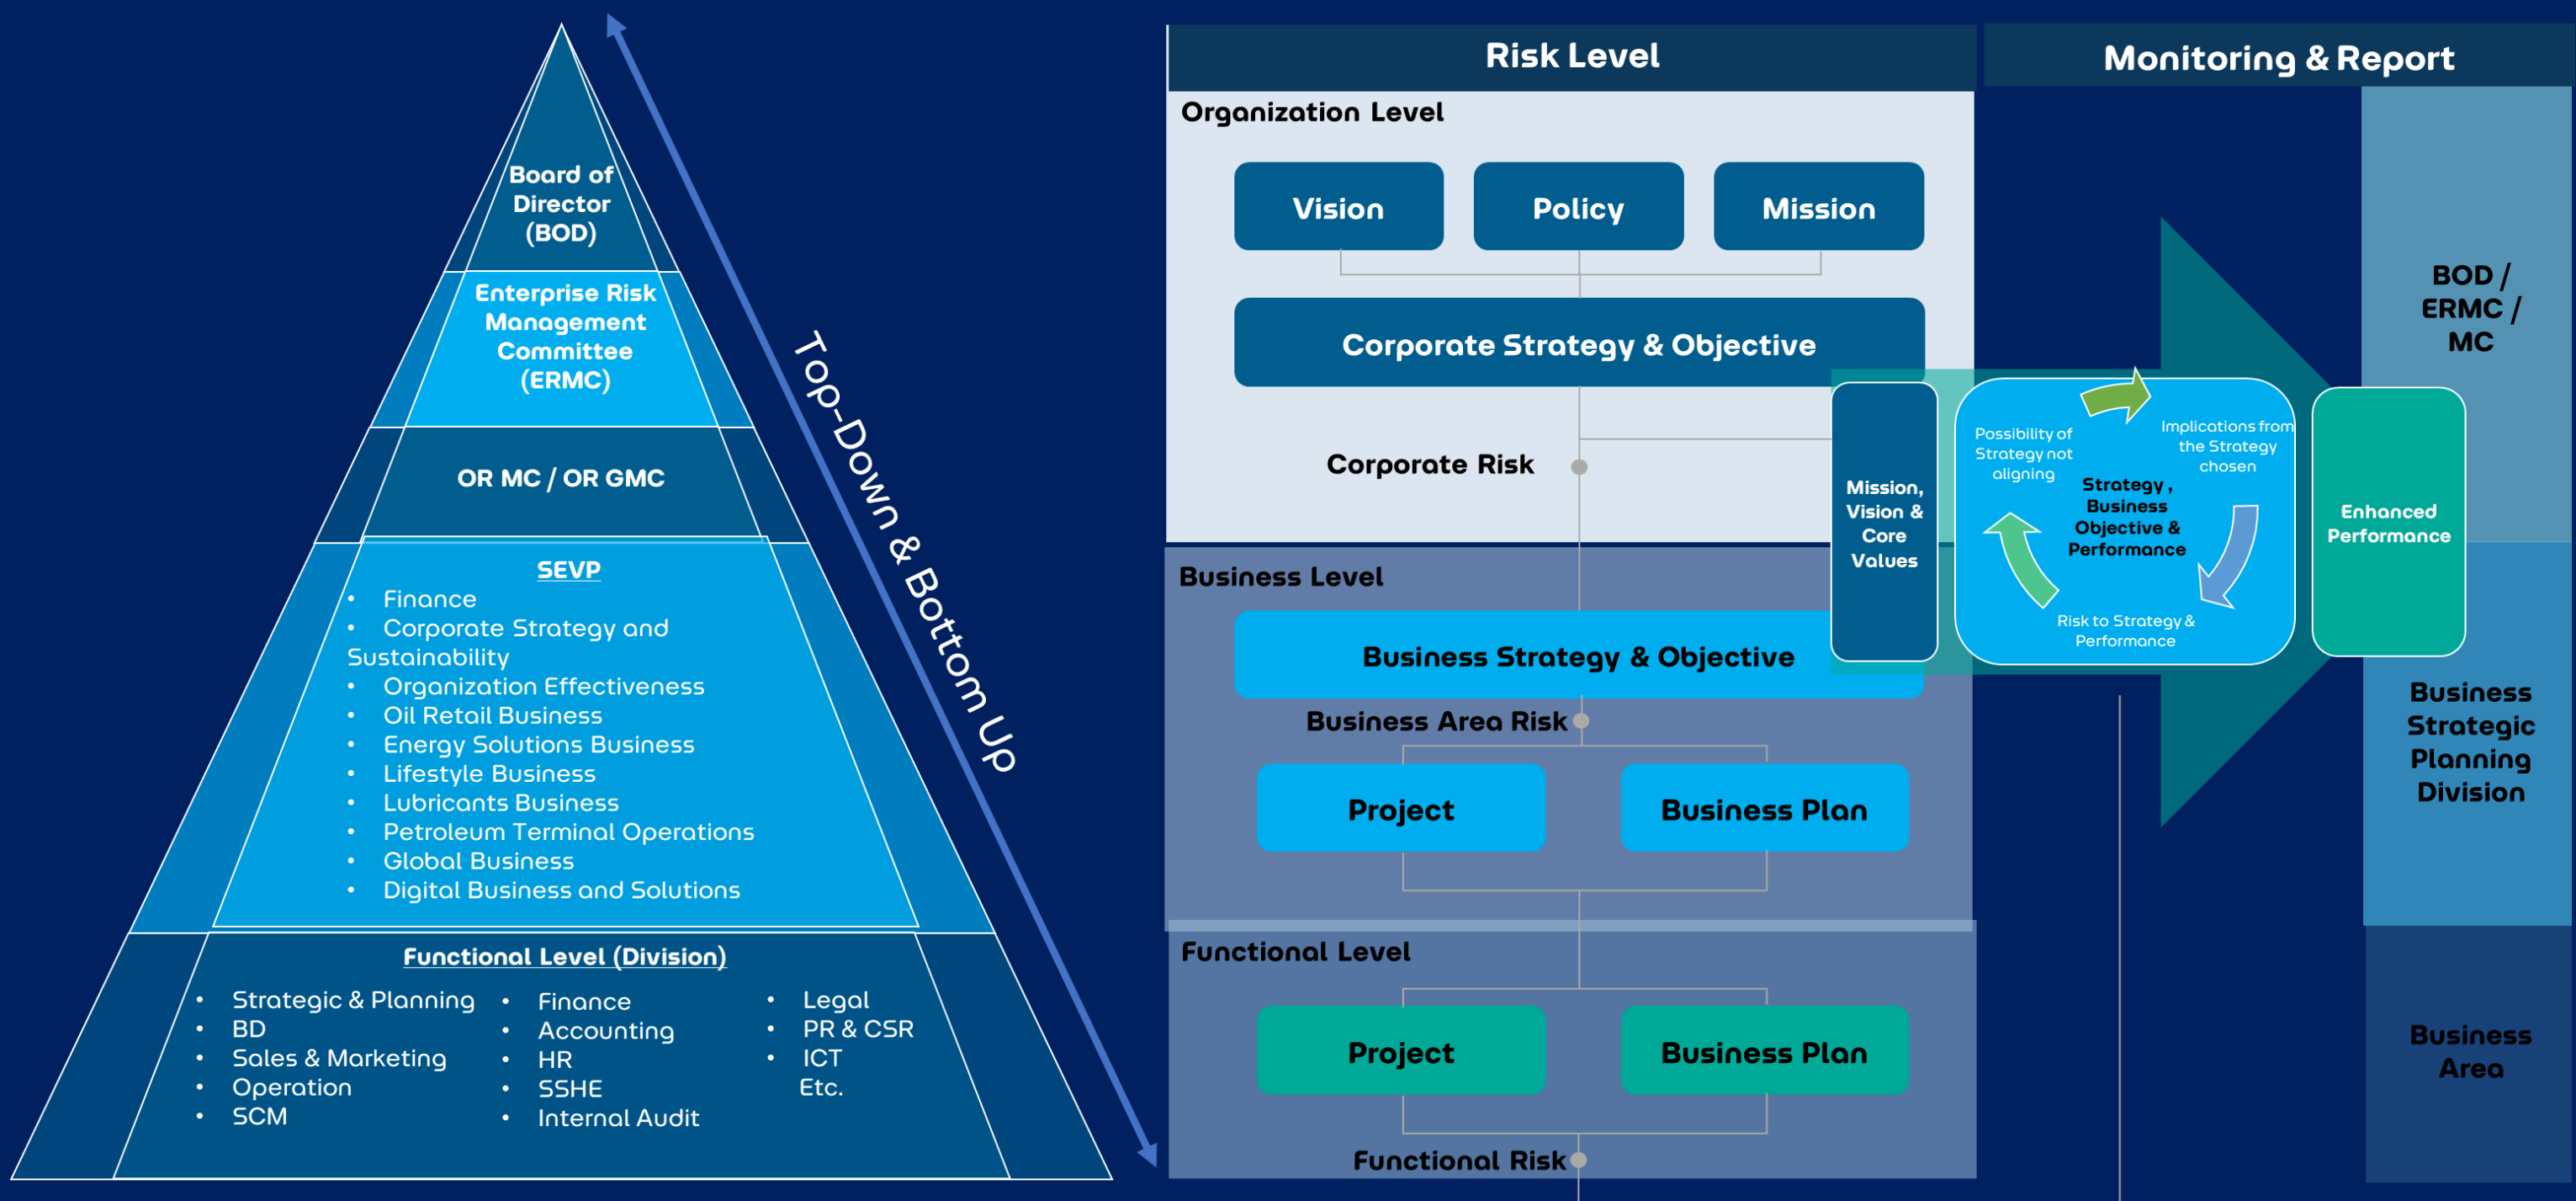 Board of
Director
(BOD)
Enterprise Risk
Management
Committee
(ERMC)
OR MC / OR GMC
SEVP
• Finance
• Corporate Strategy and
Sustainability
• Organization Effectiveness
• Oil Retail Business
• Energy Solutions Business
• Lifestyle Business
• Lubricants Business
• Petroleum Terminal Operations
• Global Business
• Digital Business and Solutions
Functional Level (Division)
• Strategic & Planning
• BD
• Sales & Marketing
• Operation
• SCM
• Finance
• Accounting
• HR
• SSHE
• Internal Audit
• Legal
• PR & CSR
• ICT
Etc.
Top-Down & Bottom Up
Risk Level
Organization Level
Vision
Policy
Mission
Corporate Strategy & Objective
Corporate Risk
Business Level
Business Strategy & Objective
Business Area Risk
Project
Business Plan
Functional Level
Project
Business Plan
Functional Risk
Monitoring & Report
Mission,
Vision &
Core
Values
Possibility of
Strategy not
aligning
Implications from
the Strategy
chosen
Strategy ,
Business
Objective &
Performance
Risk to Strategy &
Performance
Enhanced
Performance
BOD /
ERMC /
MC
Business
Strategic
Planning
Division
Business
Area